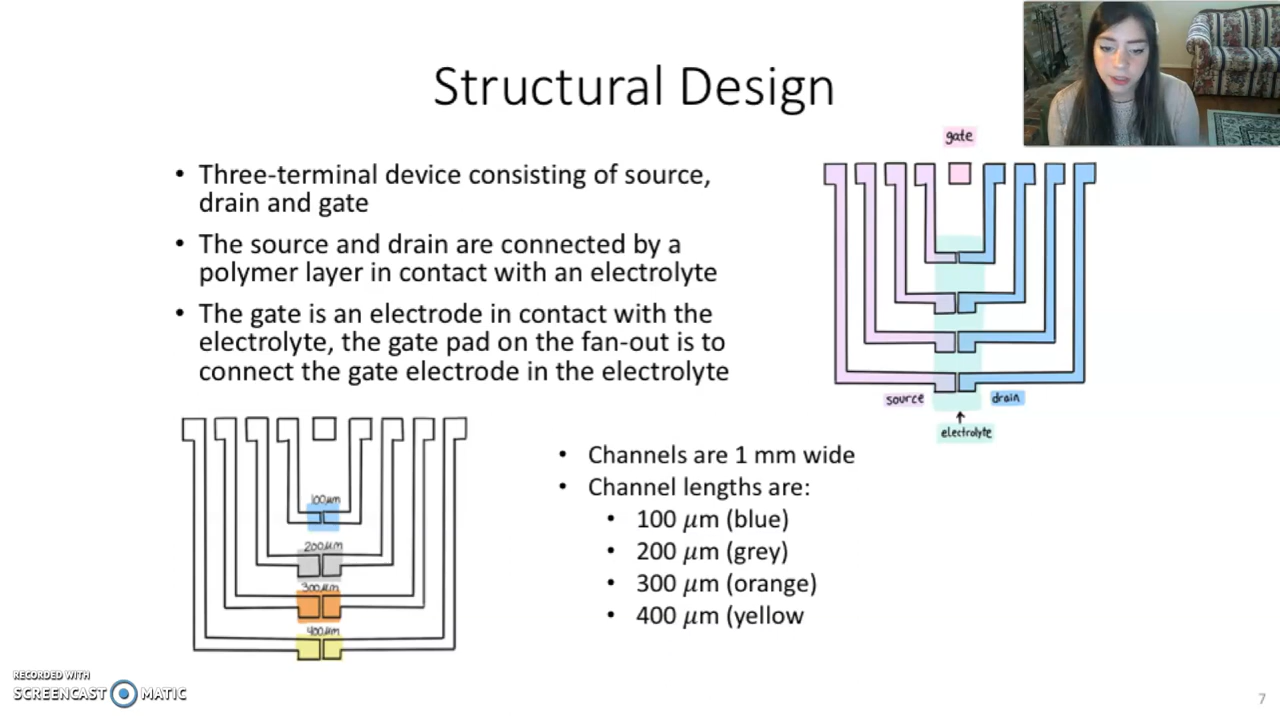 Structural Design
• Three-terminal device consisting of source,
drain and gate
• The source and drain are connected by a
polymer layer in contact with an electrolyte
• The gate is an electrode in contact with the
electrolyte, the gate pad on the fan-out is to
connect the gate electrode in the electrolyte
gate
source
drain
electrolyte
100µm
200µm
300µm
400µm
• Channels are 1 mm wide
• Channel lengths are:
• 100 𝜇m (blue)
• 200 𝜇m (grey)
• 300 𝜇m (orange)
• 400 𝜇m (yellow
RECORDED WITH
SCREENCAST MATIC
7